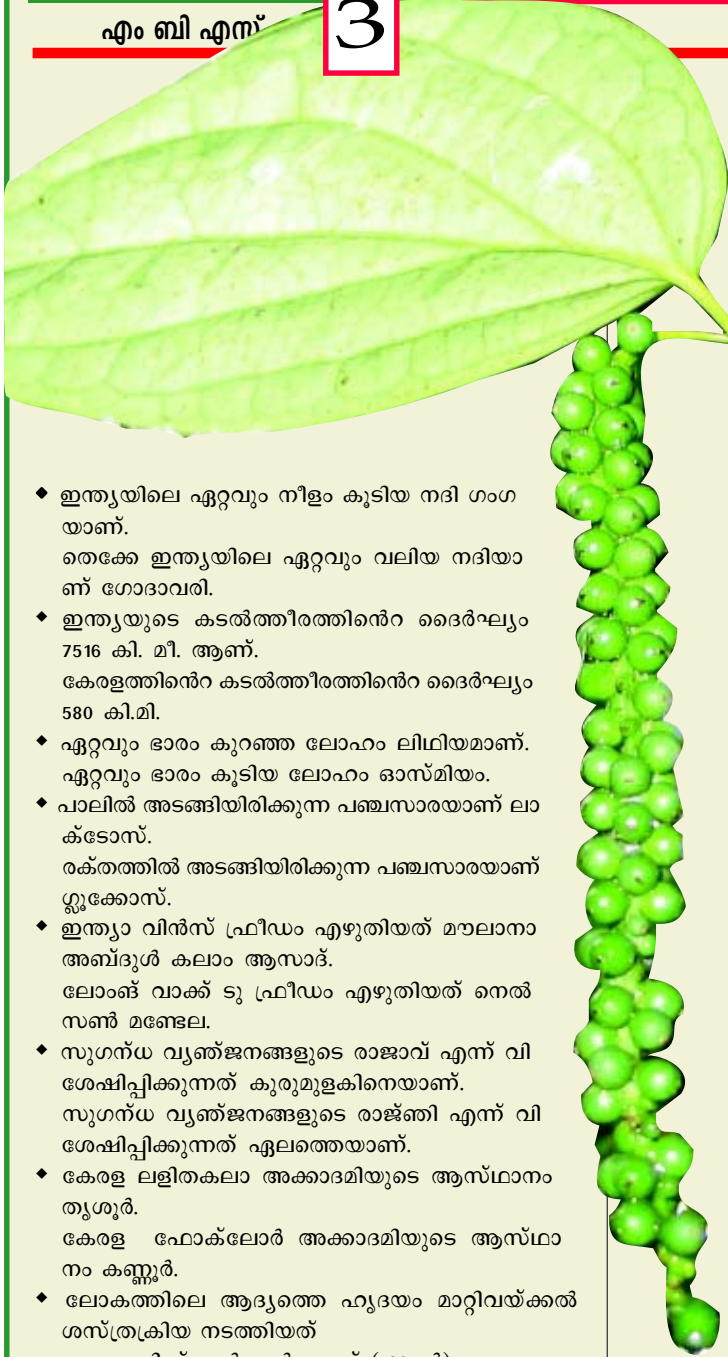 എം ബി എസ്
3
◆ ഇന്ത്യയിലെ ഏറ്റവും നീളം കൂടിയ നദി ഗംഗ
യാണ്.
തെക്കേ ഇന്ത്യയിലെ ഏറ്റവും വലിയ നദിയാ
ണ് ഗോദാവരി.
◆ ഇന്ത്യയുടെ കടൽത്തീരത്തിൻെറ ദൈർഘ്യം
7516 കി. മീ. ആണ്.
കേരളത്തിൻെറ കടൽത്തീരത്തിൻെറ ദൈർഘ്യം
580 കി.മി.
◆ ഏറ്റവും ഭാരം കുറഞ്ഞ ലോഹം ലിഥിയമാണ്.
ഏറ്റവും ഭാരം കൂടിയ ലോഹം ഓസ്മിയം.
◆ പാലിൽ അടങ്ങിയിരിക്കുന്ന പഞ്ചസാരയാണ് ലാ
ക്ടോസ്.
രക്തത്തിൽ അടങ്ങിയിരിക്കുന്ന പഞ്ചസാരയാണ്
ഗ്ലൂക്കോസ്.
◆ ഇന്ത്യാ വിൻസ് ഫ്രീഡം എഴുതിയത് മൗലാനാ
അബ്ദുൾ കലാം ആസാദ്.
ലോംങ് വാക്ക് ടു ഫ്രീഡം എഴുതിയത് നെൽ
സൺ മണ്ടേല.
◆ സുഗന്ധ വ്യഞ്ജനങ്ങളുടെ രാജാവ് എന്ന് വി
ശേഷിപ്പിക്കുന്നത് കുരുമുളകിനെയാണ്.
സുഗന്ധ വ്യഞ്ജനങ്ങളുടെ രാജ്ഞി എന്ന് വി
ശേഷിപ്പിക്കുന്നത് ഏലത്തെയാണ്.
◆ കേരള ലളിതകലാ അക്കാദമിയുടെ ആസ്ഥാനം
തൃശൂർ.
കേരള ഫോക്‌ലോർ അക്കാദമിയുടെ ആസ്ഥാ
നം കണ്ണൂർ.
◆ ലോകത്തിലെ ആദ്യത്തെ ഹൃദയം മാറ്റിവയ്ക്കൽ
ശസ്ത്രക്രിയ നടത്തിയത്